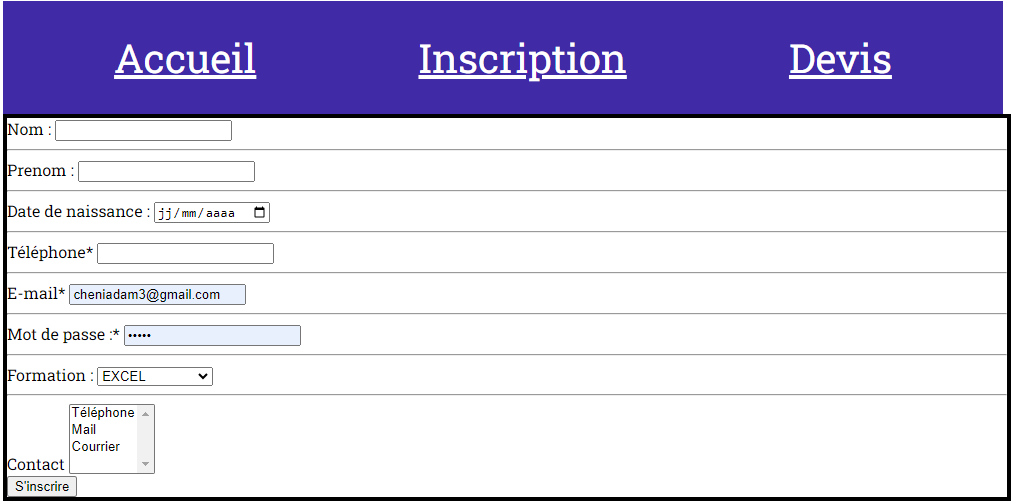 Accueil Inscription Devis
Nom :
Prenom :
Date de naissance : jj/mm/aaaa
Téléphone*
E-mail* cheniadam3@gmail.com
Mot de passe :* •••••
Formation : EXCEL
Téléphone
Mail
Courrier
Contact
S'inscrire